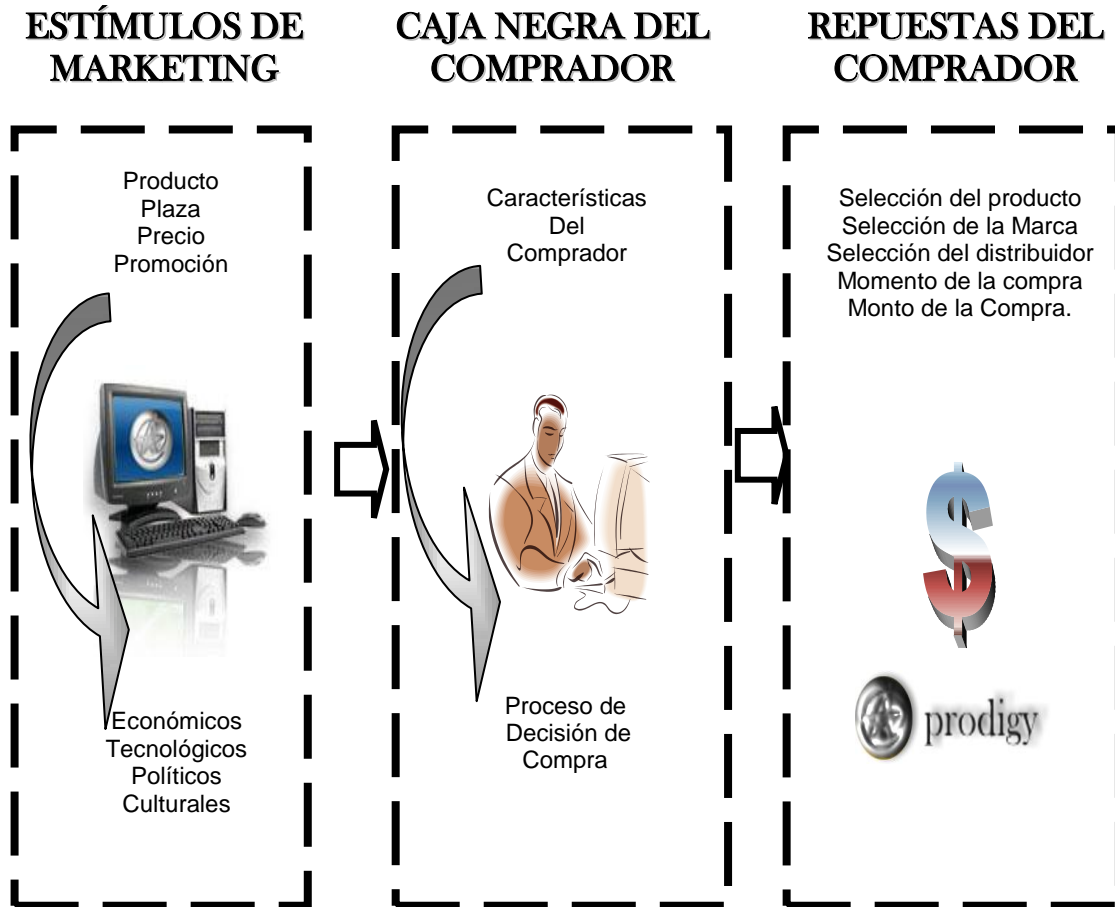 ESTÍMULOS DE
MARKETING
CAJA NEGRA DEL
COMPRADOR
REPUESTAS DEL
COMPRADOR
Producto
Plaza
Precio
Promoción
Económicos
Tecnológicos
Políticos
Culturales
Característícas
Del
Comprador
Proceso de
Decisión de
Compra
Selección del producto
Selección de la Marca
Selección del distribuidor
Momento de la compra
Monto de la Compra.
$
prodigy